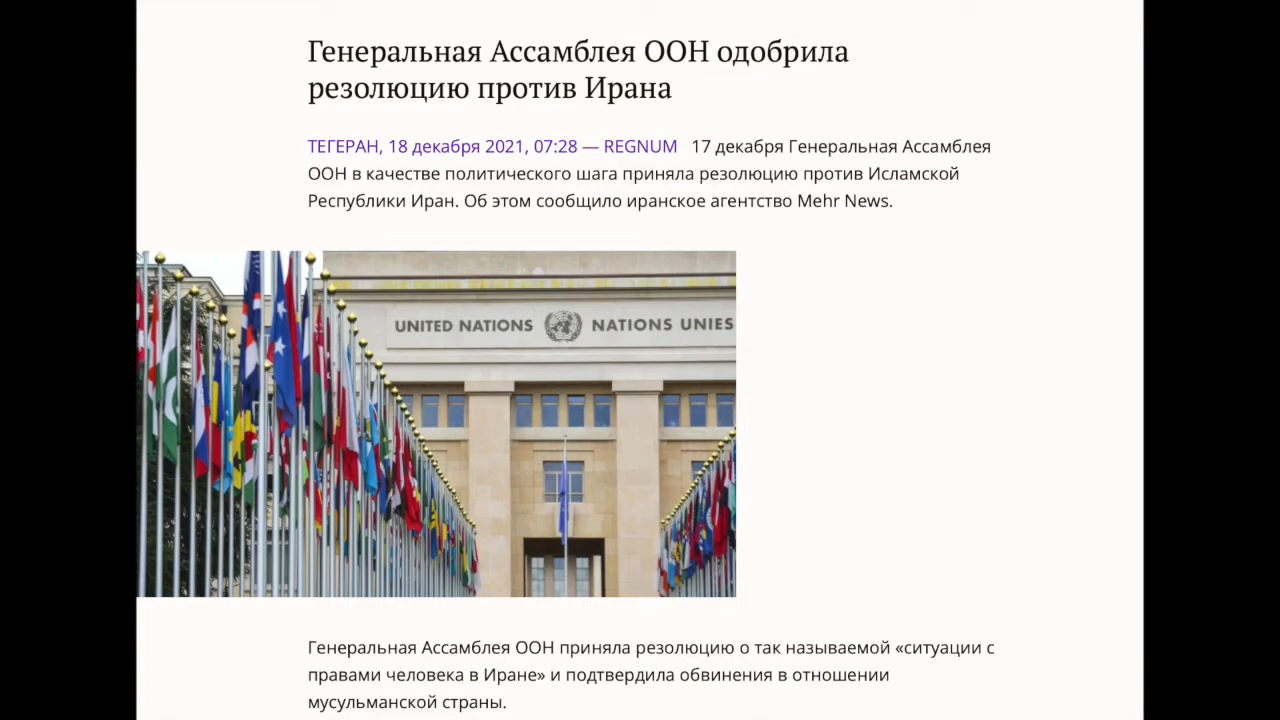 Генеральная Ассамблея ООН одобрила
резолюцию против Ирана
ТЕГЕРАН, 18 декабря 2021, 07:28 — REGNUM 17 декабря Генеральная Ассамблея
ООН в качестве политического шага приняла резолюцию против Исламской
Республики Иран. Об этом сообщило иранское агентство Mehr News.
UNITED NATIONS NATIONS UNIES
Генеральная Ассамблея ООН приняла резолюцию о так называемой «ситуации с
правами человека в Иране» и подтвердила обвинения в отношении
мусульманской страны.